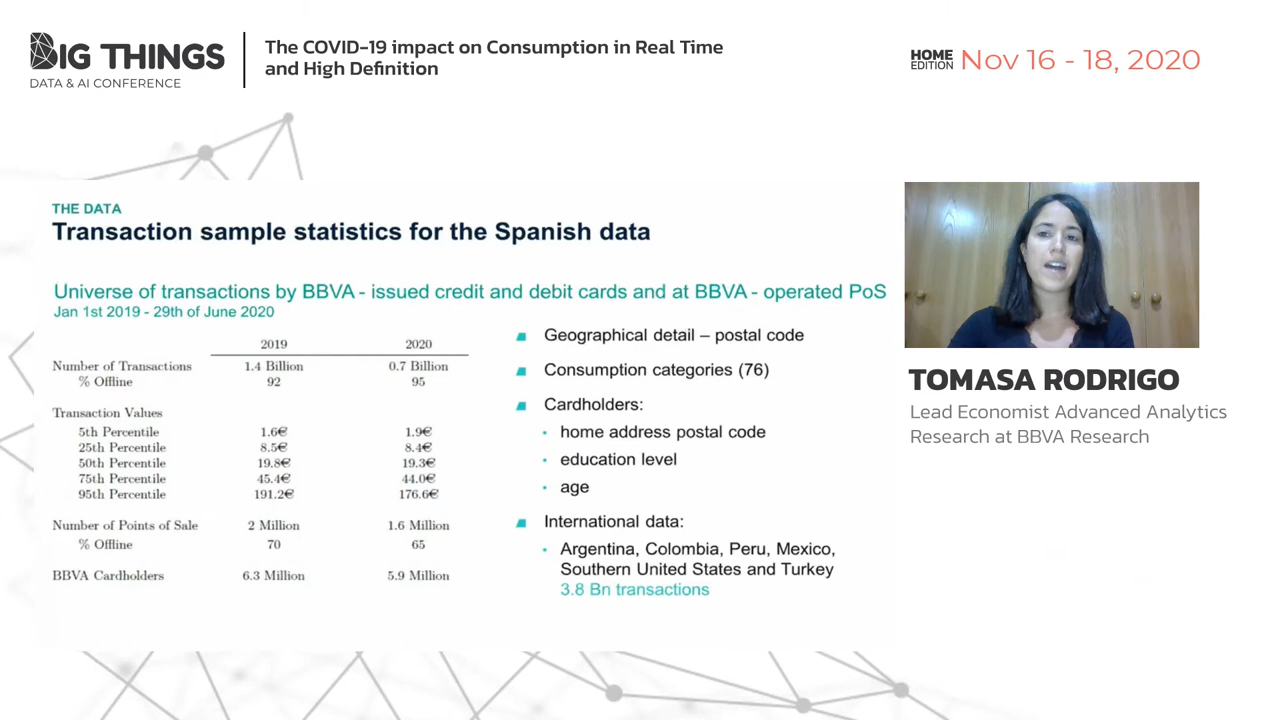 BIG THINGS
DATA & AI CONFERENCE
The COVID-19 impact on Consumption in Real Time
and High Definition
HOME
EDITION
Nov 16 - 18, 2020
THE DATA
Transaction sample statistics for the Spanish data
Universe of transactions by BBVA - issued credit and debit cards and at BBVA - operated PoS
Jan 1st 2019 - 29th of June 2020
2019 2020
Number of Transactions 1.4 Billion 0.7 Billion
% Offline 92 95
Transaction Values
5th Percentile 1.6€ 1.9€
25th Percentile 8.5€ 8.4€
50th Percentile 19.8€ 19.3€
75th Percentile 45.4€ 44.0€
95th Percentile 191.2€ 176.6€
Number of Points of Sale 2 Million 1.6 Million
% Offline 70 65
BBVA Cardholders 6.3 Million 5.9 Million
Geographical detail – postal code
Consumption categories (76)
Cardholders:
home address postal code
education level
age
International data:
Argentina, Colombia, Peru, Mexico,
Southern United States and Turkey
3.8 Bn transactions
TOMASA RODRIGO
Lead Economist Advanced Analytics
Research at BBVA Research